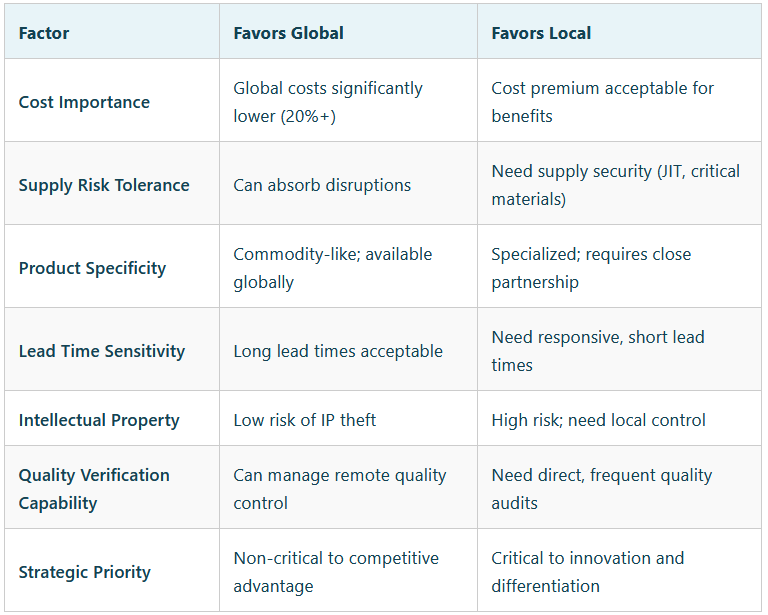 Factor
Favors Global
Favors Local
Cost Importance
Global costs significantly
lower (20%+)
Cost premium acceptable for
benefits
Supply Risk Tolerance
Can absorb disruptions
Need supply security (JIT, critical
materials)
Product Specificity
Commodity-like; available
globally
Specialized; requires close
partnership
Lead Time Sensitivity
Long lead times acceptable
Need responsive, short lead
times
Intellectual Property
Low risk of IP theft
High risk; need local control
Quality Verification
Capability
Can manage remote quality
control
Need direct, frequent quality
audits
Strategic Priority
Non-critical to competitive
advantage
Critical to innovation and
differentiation